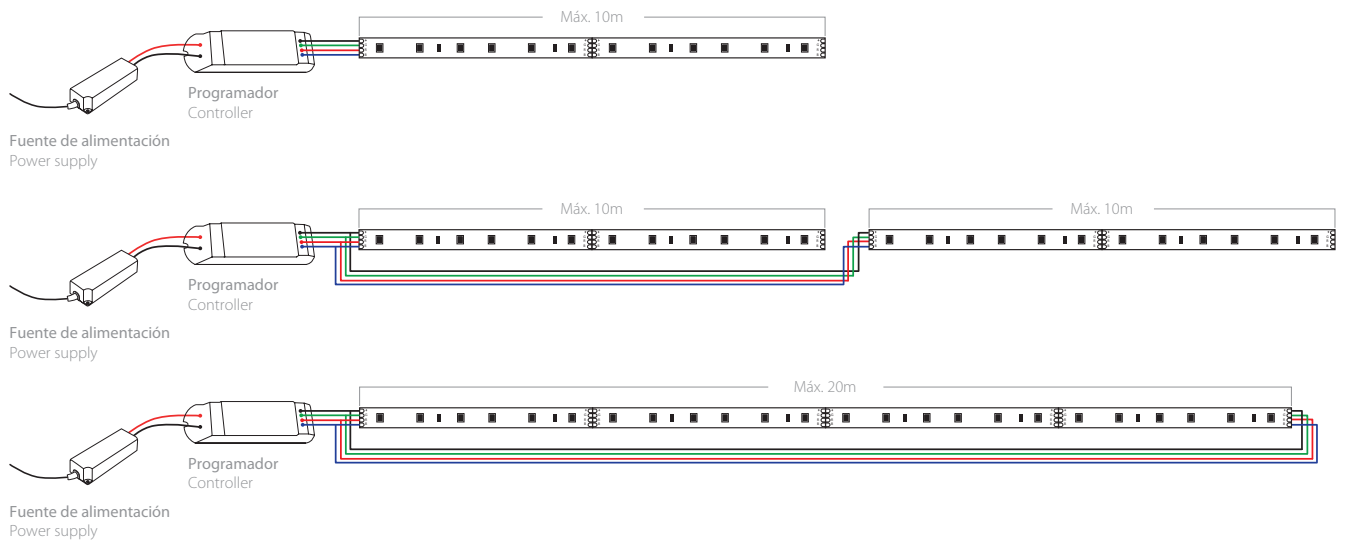 Máx. 10m
Programador
Controller
Fuente de alimentación
Power supply
Máx. 10m
Máx. 10m
Programador
Controller
Fuente de alimentación
Power supply
Máx. 20m
Programador
Controller
Fuente de alimentación
Power supply